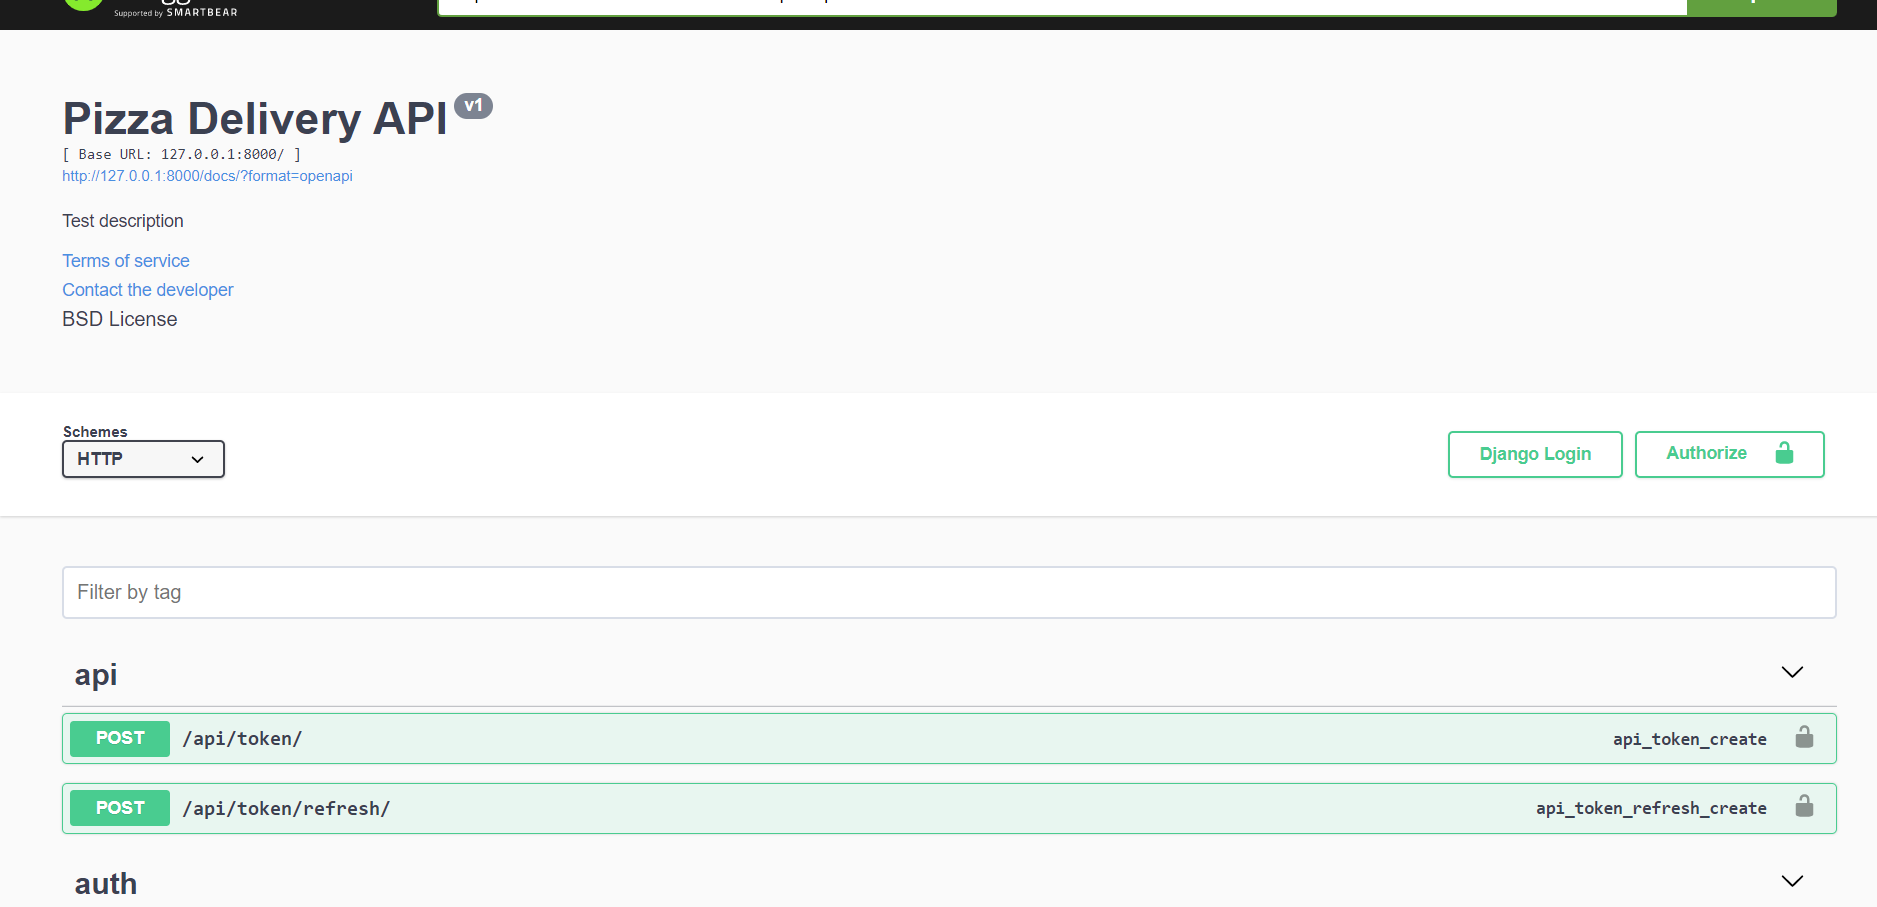 Supported by SMARTBEAR
Pizza Delivery API v1
[ Base URL: 127.0.0.1:8000/ ]
http://127.0.0.1:8000/docs/?format=openapi
Test description
Terms of service
Contact the developer
BSD License
Schemes
HTTP
Django Login
Authorize
Filter by tag
api
POST /api/token/ api_token_create
POST /api/token/refresh/ api_token_refresh_create
auth